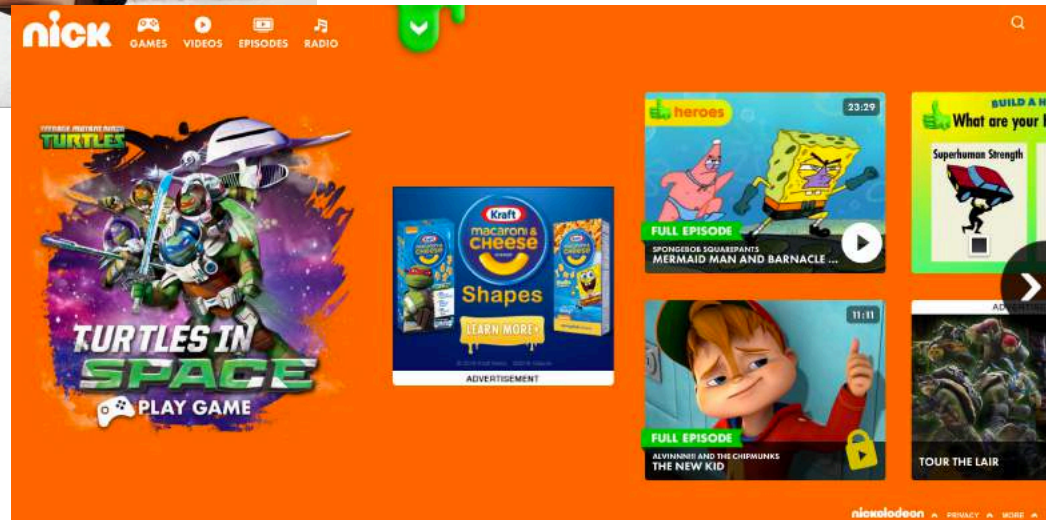 nick
GAMES
VIDEOS
EPISODES
RADIO
TEENAGE MUTANT NINJA
TURTLES
TURTLES IN
SPACE
PLAY GAME
Kraft
macaroni &
CHEESE
Shapes
LEARN MORE
ADVERTISEMENT
heroes
23:29
FULL EPISODE
SPONGEBOB SQUAREPANTS
MERMAID MAN AND BARNACLE ...
11:11
FULL EPISODE
ALVINNN!!! AND THE CHIPMUNKS
THE NEW KID
BUILD A H
What are your
Superhuman Strength
TOUR THE LAIR
nickelodeon
PRIVACY
MORE